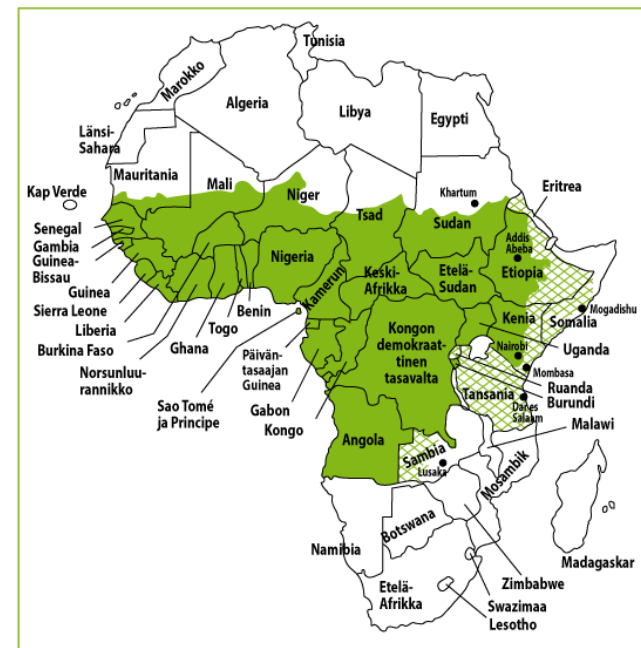 Tunisia
Marokko
Algeria
Libya
Egypti
Länsi-
Sahara
Mauritania
Mali
Niger
Tsad
Khartum
Sudan
Eritrea
Kap Verde
Senegal
Gambia
Guinea-
Bissau
Guinea
Sierra Leone
Liberia
Burkina Faso
Norsunluu-
rannikko
Ghana
Togo
Benin
Nigeria
Kamerun
Keski-
Afrikka
Etelä-
Sudan
Addis
Abeba
Etiopia
Mogadishu
Somalia
Kenia
Nairobi
Uganda
Mombasa
Ruanda
Burundi
Kongon
demokraat-
tinen
tasavalta
Päivän-
tasaajan
Guinea
Sao Tomé
ja Principe
Gabon
Kongo
Tansania
Dar es
Salaam
Malawi
Angola
Sambia
Lusaka
Mosambik
Namibia
Botswana
Zimbabwe
Madagaskar
Etelä-
Afrikka
Swazimaa
Lesotho